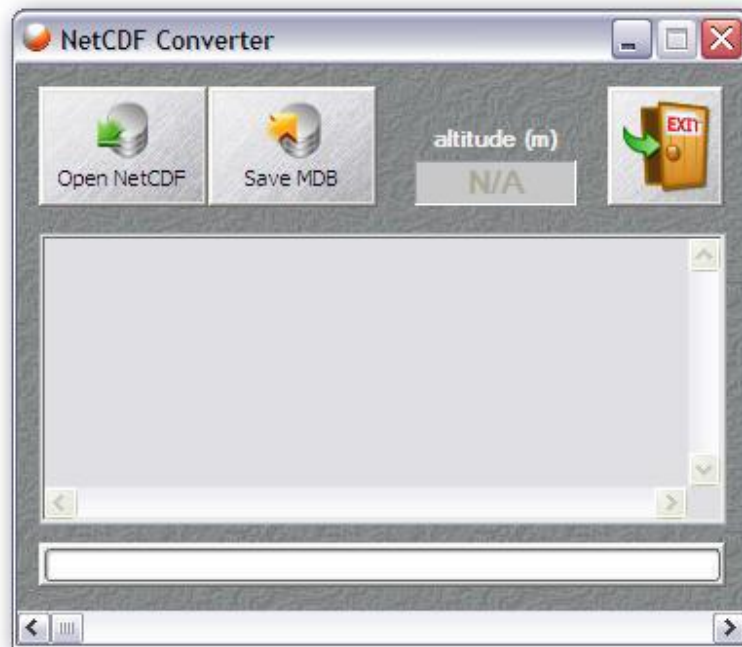 NetCDF Converter
Open NetCDF
Save MDB
altitude (m)
N/A
EXIT